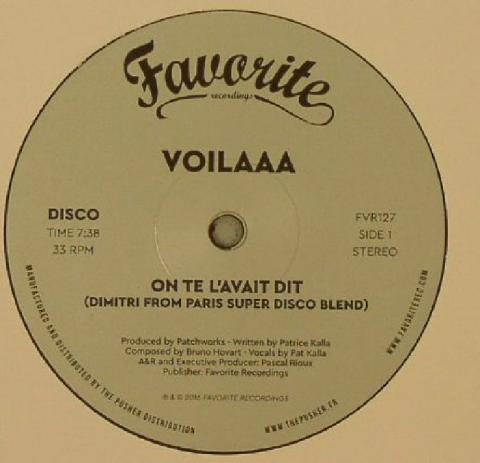 Favorite
recordings
VOILAAA
DISCO
TIME 7:38
33 RPM
FVR127
SIDE 1
STEREO
ON TE L'AVAIT DIT
(DIMITRI FROM PARIS SUPER DISCO BLEND)
Produced by Patchworks - Written by Patrice Kalla
Composed by Bruno Hovart - Vocals by Pat Kalla
A&R and Executive Producer: Pascal Rioux
Publisher: Favorite Recordings
℗ & © 2016 FAVORITE RECORDINGS
MANUFACTURED AND DISTRIBUTED BY THE PUSHER DISTRIBUTION
WWW.THEPUSHER.FR
WWW.FAVORITEREC.COM